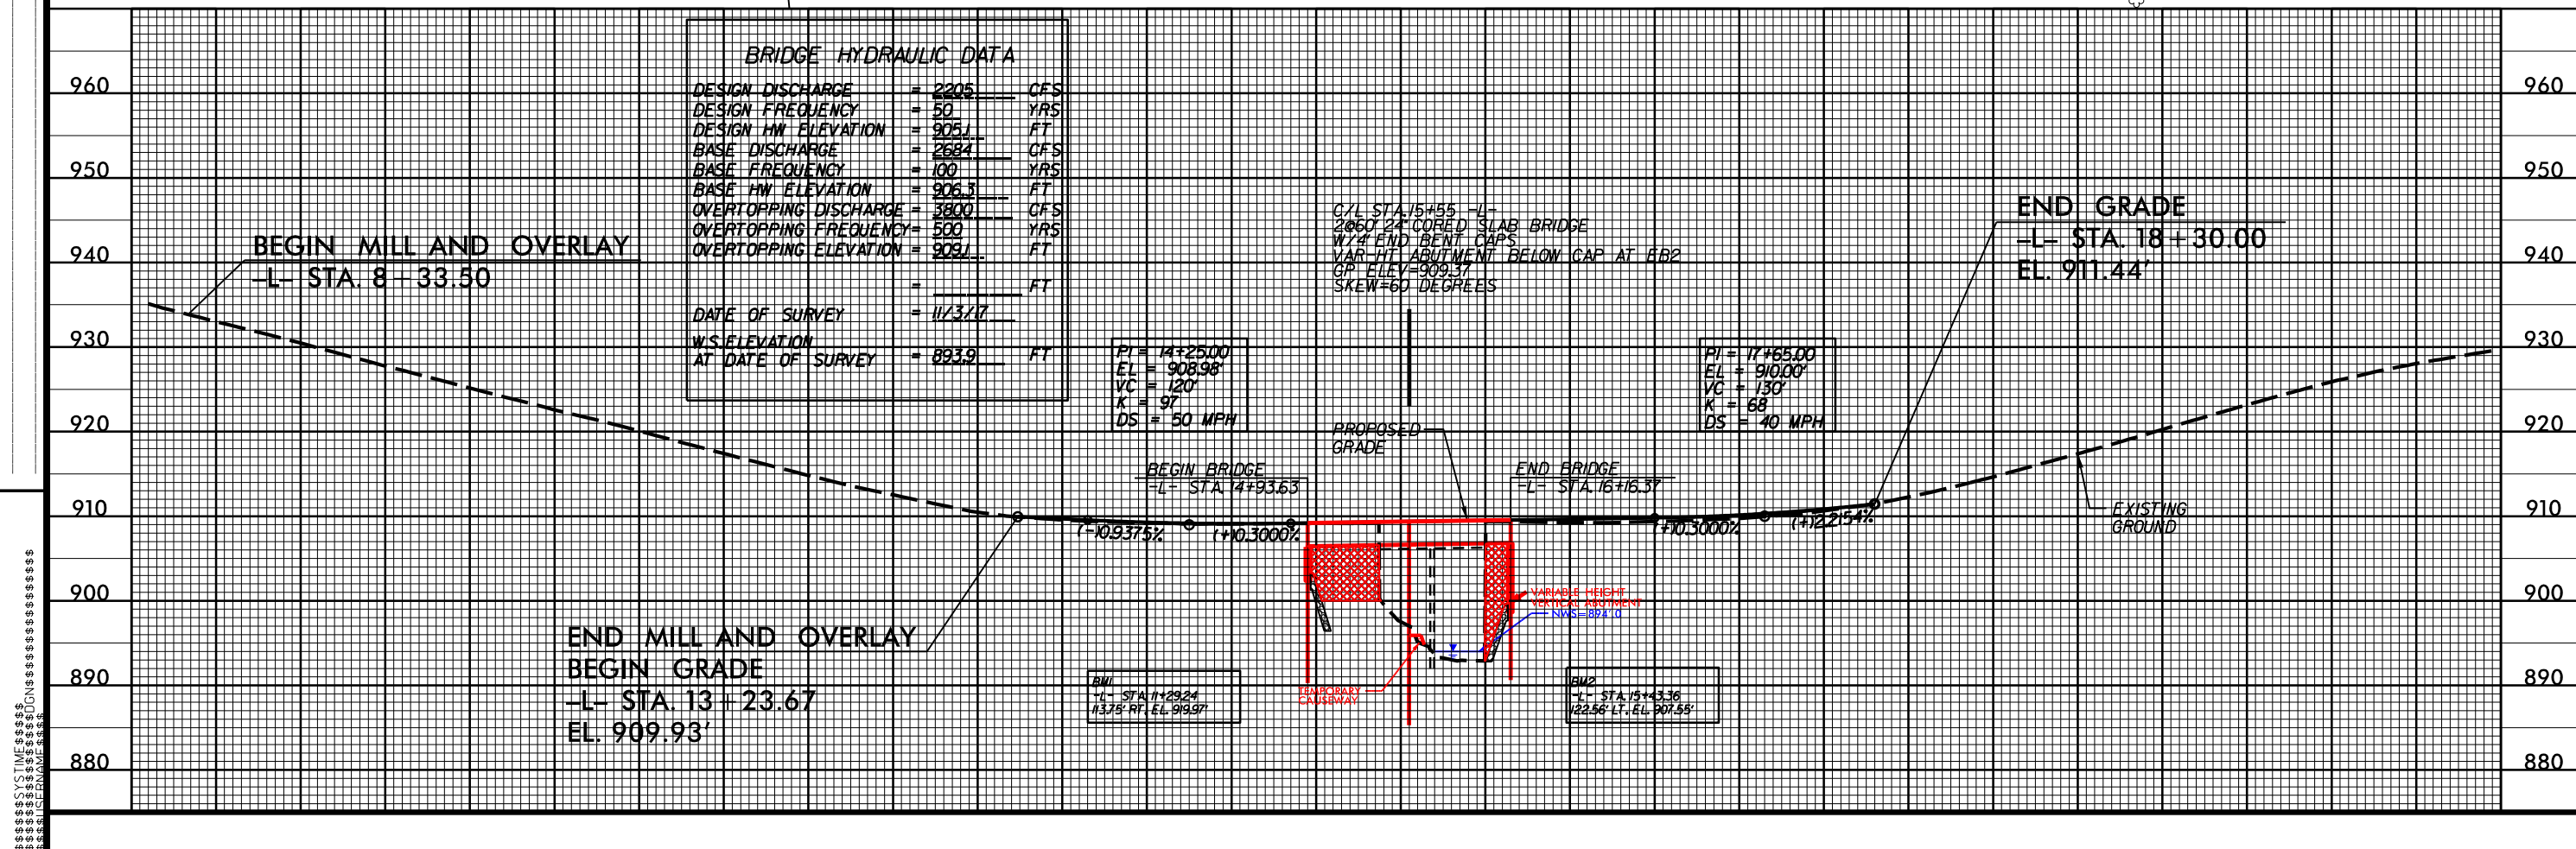 BRIDGE HYDRAULIC DATA
DESIGN DISCHARGE = 2205 CFS
DESIGN FREQUENCY = 50 YRS
DESIGN HW ELEVATION = 905.1 FT
BASE DISCHARGE = 2684 CFS
BASE FREQUENCY = 100 YRS
BASE HW ELEVATION = 906.3 FT
OVERTOPPING DISCHARGE = 3800 CFS
OVERTOPPING FREQUENCY = 500 YRS
OVERTOPPING ELEVATION = 909.1 FT
= FT
DATE OF SURVEY = 11/3/17
W.S. ELEVATION
AT DATE OF SURVEY = 893.9 FT
960
950
940
930
920
910
900
890
880
960
950
940
930
920
910
900
890
880
BEGIN MILL AND OVERLAY
-L- STA. 8+33.50
C/L STA. 15+55 -L-
2@60' 24" CORED SLAB BRIDGE
W/4' END BENT CAPS
VAR-HT ABUTMENT BELOW CAP AT EB2
GP ELEV=909.37
SKEW=60 DEGREES
END GRADE
-L- STA. 18+30.00
EL. 911.44'
PI = 14+25.00
EL = 908.98'
VC = 120'
K = 97
DS = 50 MPH
PI = 17+65.00
EL = 910.00'
VC = 130'
K = 68
DS = 40 MPH
PROPOSED
GRADE
BEGIN BRIDGE
-L- STA. 14+93.63
END BRIDGE
-L- STA. 16+16.37
EXISTING
GROUND
(-)0.9375%
(+)0.3000%
(+)0.3000%
(+)2.2154%
VARIABLE HEIGHT
VERTICAL ABUTMENT
NWS=894.0
END MILL AND OVERLAY
BEGIN GRADE
-L- STA. 13+23.67
EL. 909.93'
BM1
-L- STA. 11+29.24
113.75' RT, EL. 919.97'
TEMPORARY
CAUSEWAY
BM2
-L- STA. 15+43.36
122.56' LT, EL. 907.55'